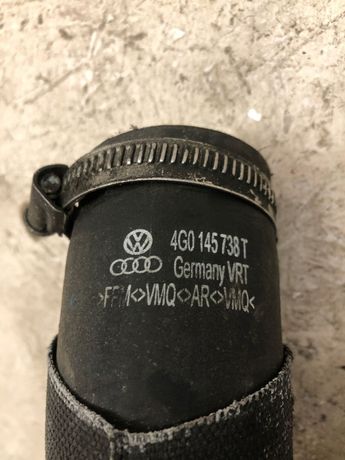 4G0 145 738 T
Germany VRT
>FFM<>VMQ<>AR<>VMQ<